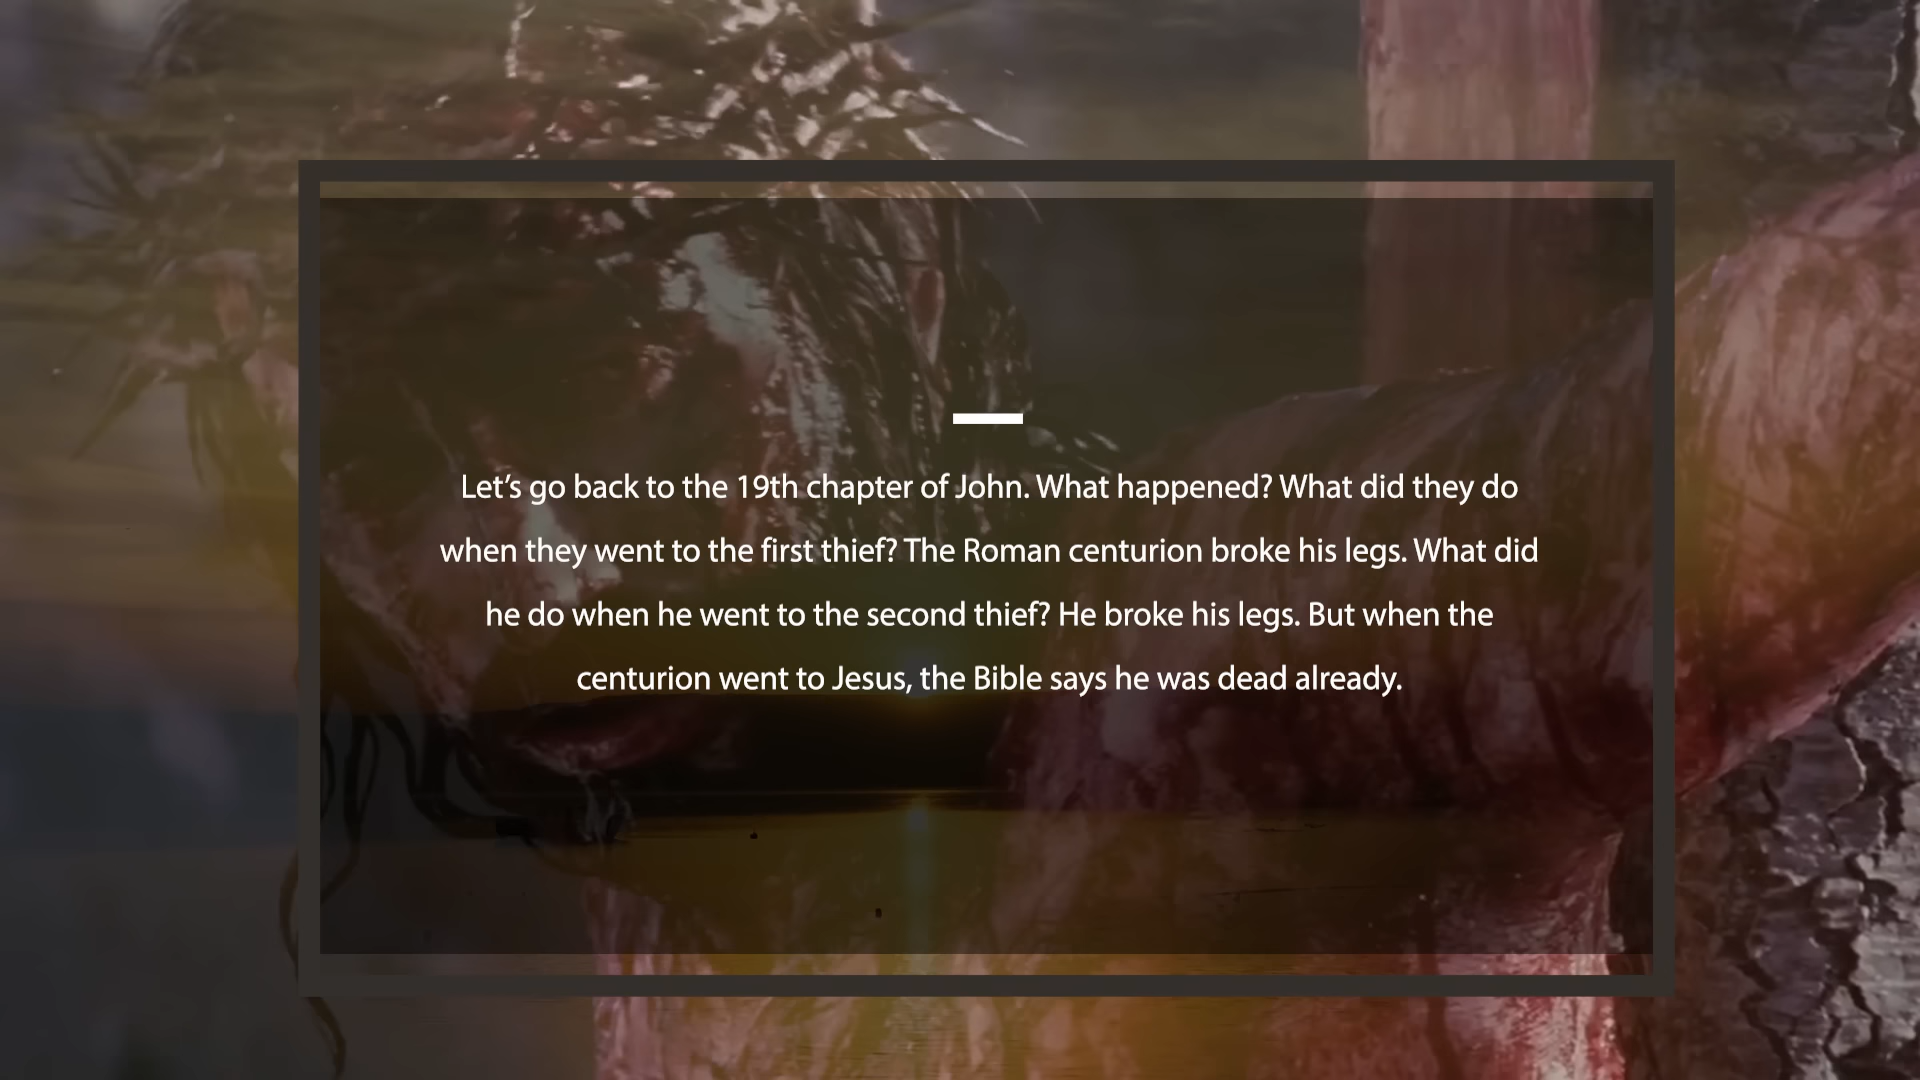 Let’s go back to the 19th chapter of John. What happened? What did they do
when they went to the first thief? The Roman centurion broke his legs. What did
he do when he went to the second thief? He broke his legs. But when the
centurion went to Jesus, the Bible says he was dead already.